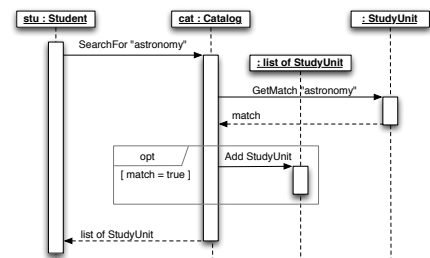 stu : Student
cat : Catalog
: StudyUnit
SearchFor "astronomy"
: list of StudyUnit
GetMatch "astronomy"
match
opt
Add StudyUnit
[ match = true ]
list of StudyUnit